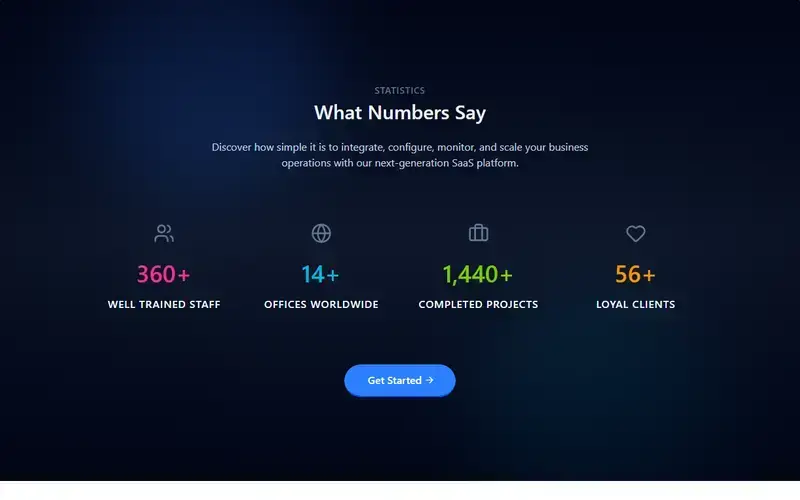 STATISTICS
What Numbers Say
Discover how simple it is to integrate, configure, monitor, and scale your business
operations with our next-generation SaaS platform.
360+
WELL TRAINED STAFF
14+
OFFICES WORLDWIDE
1,440+
COMPLETED PROJECTS
56+
LOYAL CLIENTS
Get Started →